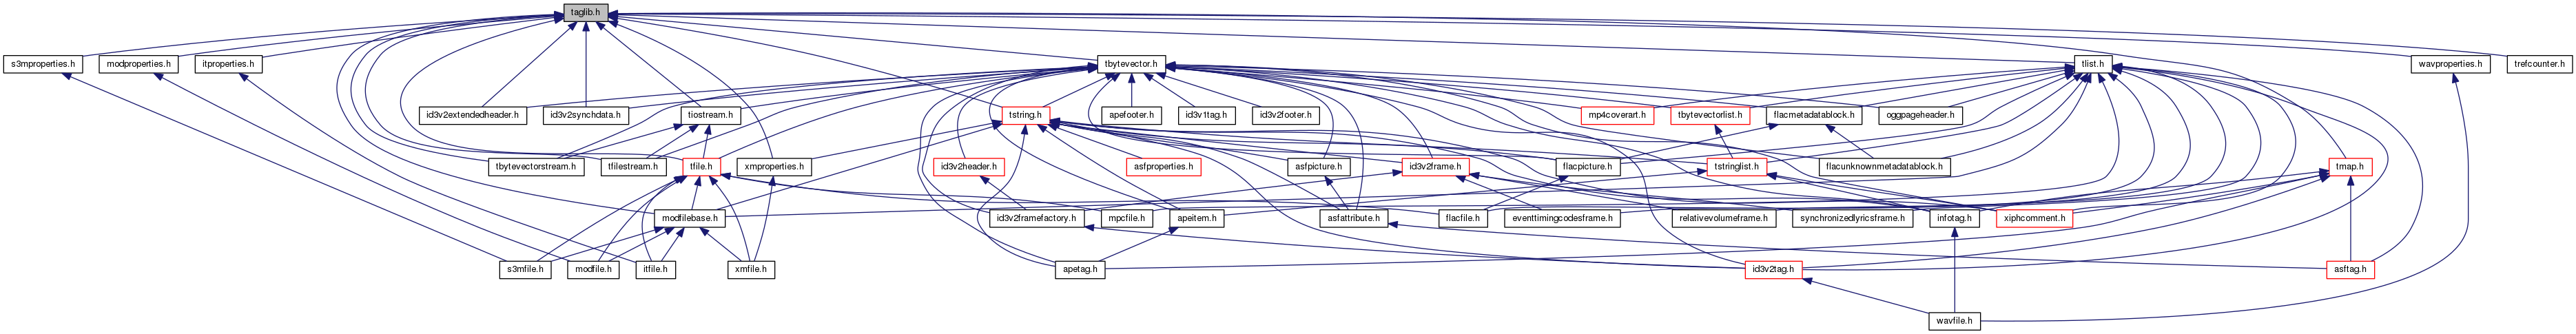 taglib.h
s3mproperties.h
modproperties.h
itproperties.h
tbytevector.h
tlist.h
wavproperties.h
trefcounter.h
id3v2extendedheader.h
id3v2synchdata.h
tiostream.h
tstring.h
apefooter.h
id3v1tag.h
id3v2footer.h
mp4coverart.h
tbytevectorlist.h
flacmetadatablock.h
oggpageheader.h
tbytevectorstream.h
tfilestream.h
tfile.h
xmproperties.h
id3v2header.h
asfproperties.h
asfpicture.h
id3v2frame.h
flacpicture.h
tstringlist.h
flacunknownmetadatablock.h
tmap.h
modfilebase.h
id3v2framefactory.h
mpcfile.h
apeitem.h
asfattribute.h
flacfile.h
eventtimingcodesframe.h
relativevolumeframe.h
synchronizedlyricsframe.h
infotag.h
xiphcomment.h
s3mfile.h
modfile.h
itfile.h
xmfile.h
apetag.h
id3v2tag.h
asftag.h
wavfile.h